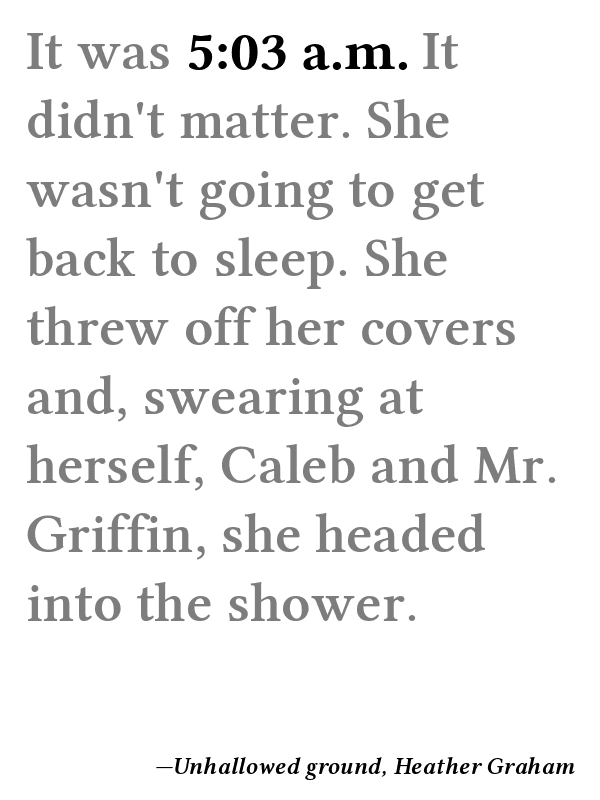 It was 5:03 a.m. It
didn't matter. She
wasn't going to get
back to sleep. She
threw off her covers
and, swearing at
herself, Caleb and Mr.
Griffin, she headed
into the shower.
—Unhallowed ground, Heather Graham